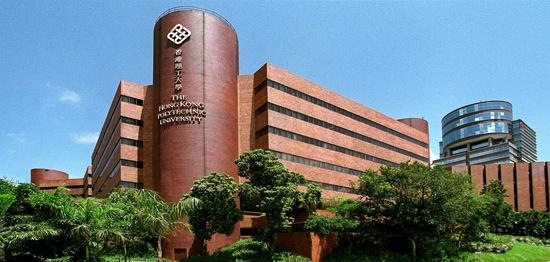 香港理工大學
THE
HONG KONG
POLYTECHNIC
UNIVERSITY